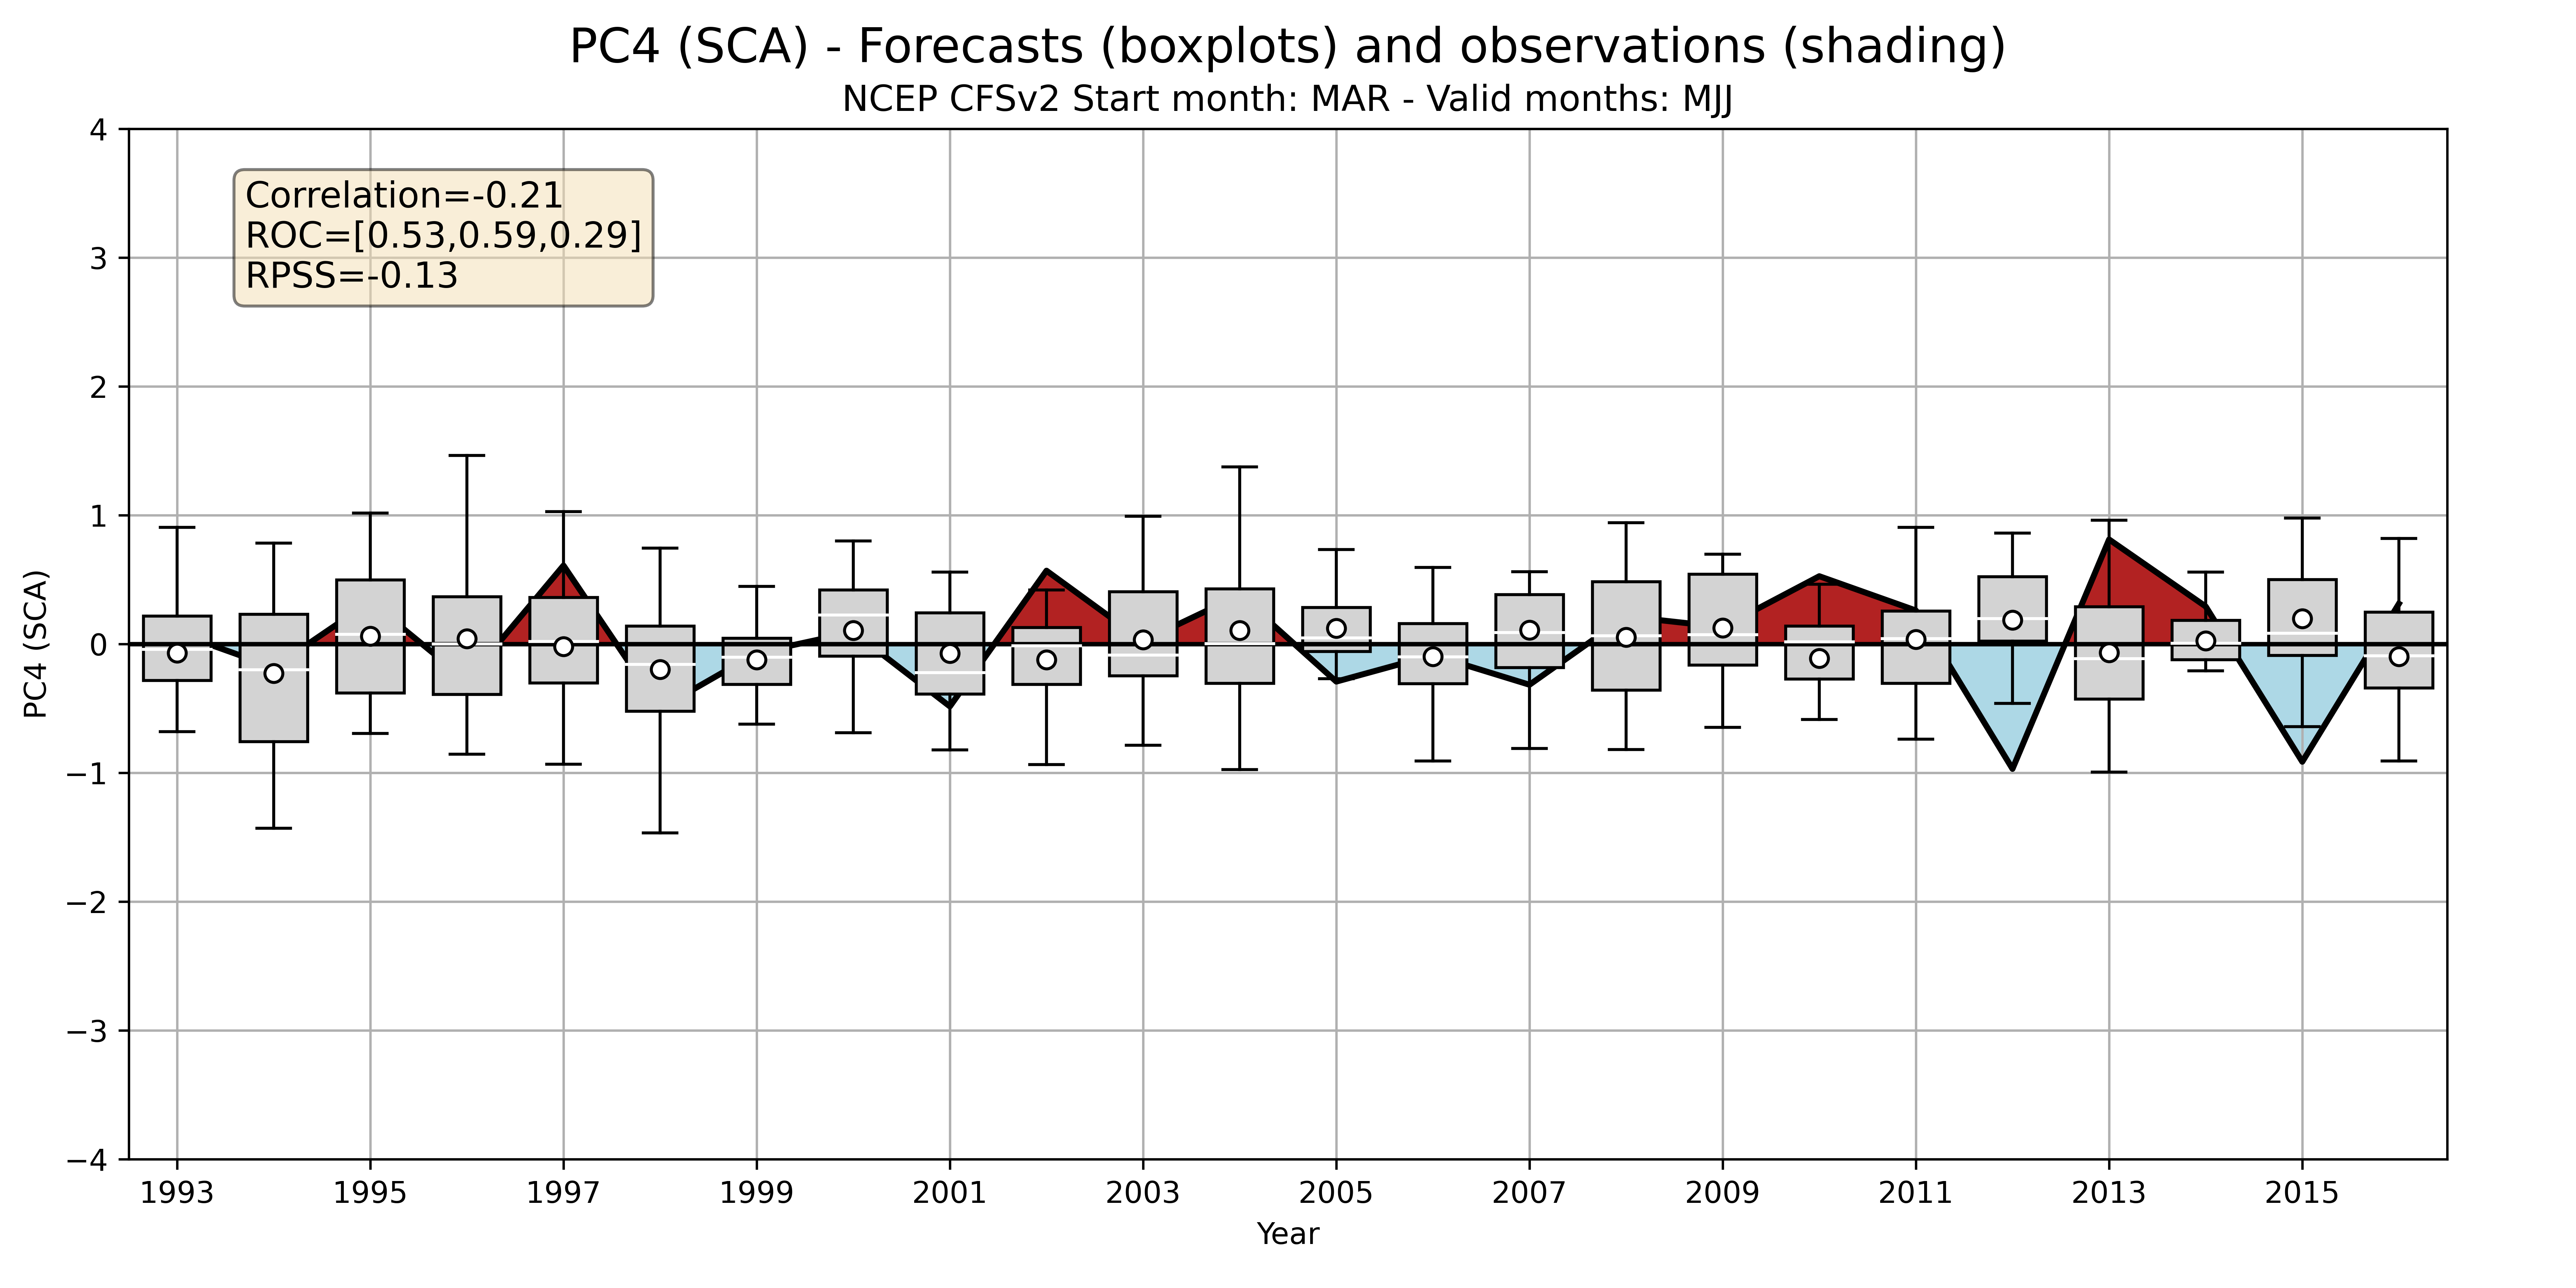 PC4 (SCA) - Forecasts (boxplots) and observations (shading)
NCEP CFSv2 Start month: MAR - Valid months: MJJ
Correlation=-0.21
ROC=[0.53,0.59,0.29]
RPSS=-0.13
PC4 (SCA)
4
3
2
1
0
−1
−2
−3
−4
1993 1995 1997 1999 2001 2003 2005 2007 2009 2011 2013 2015
Year